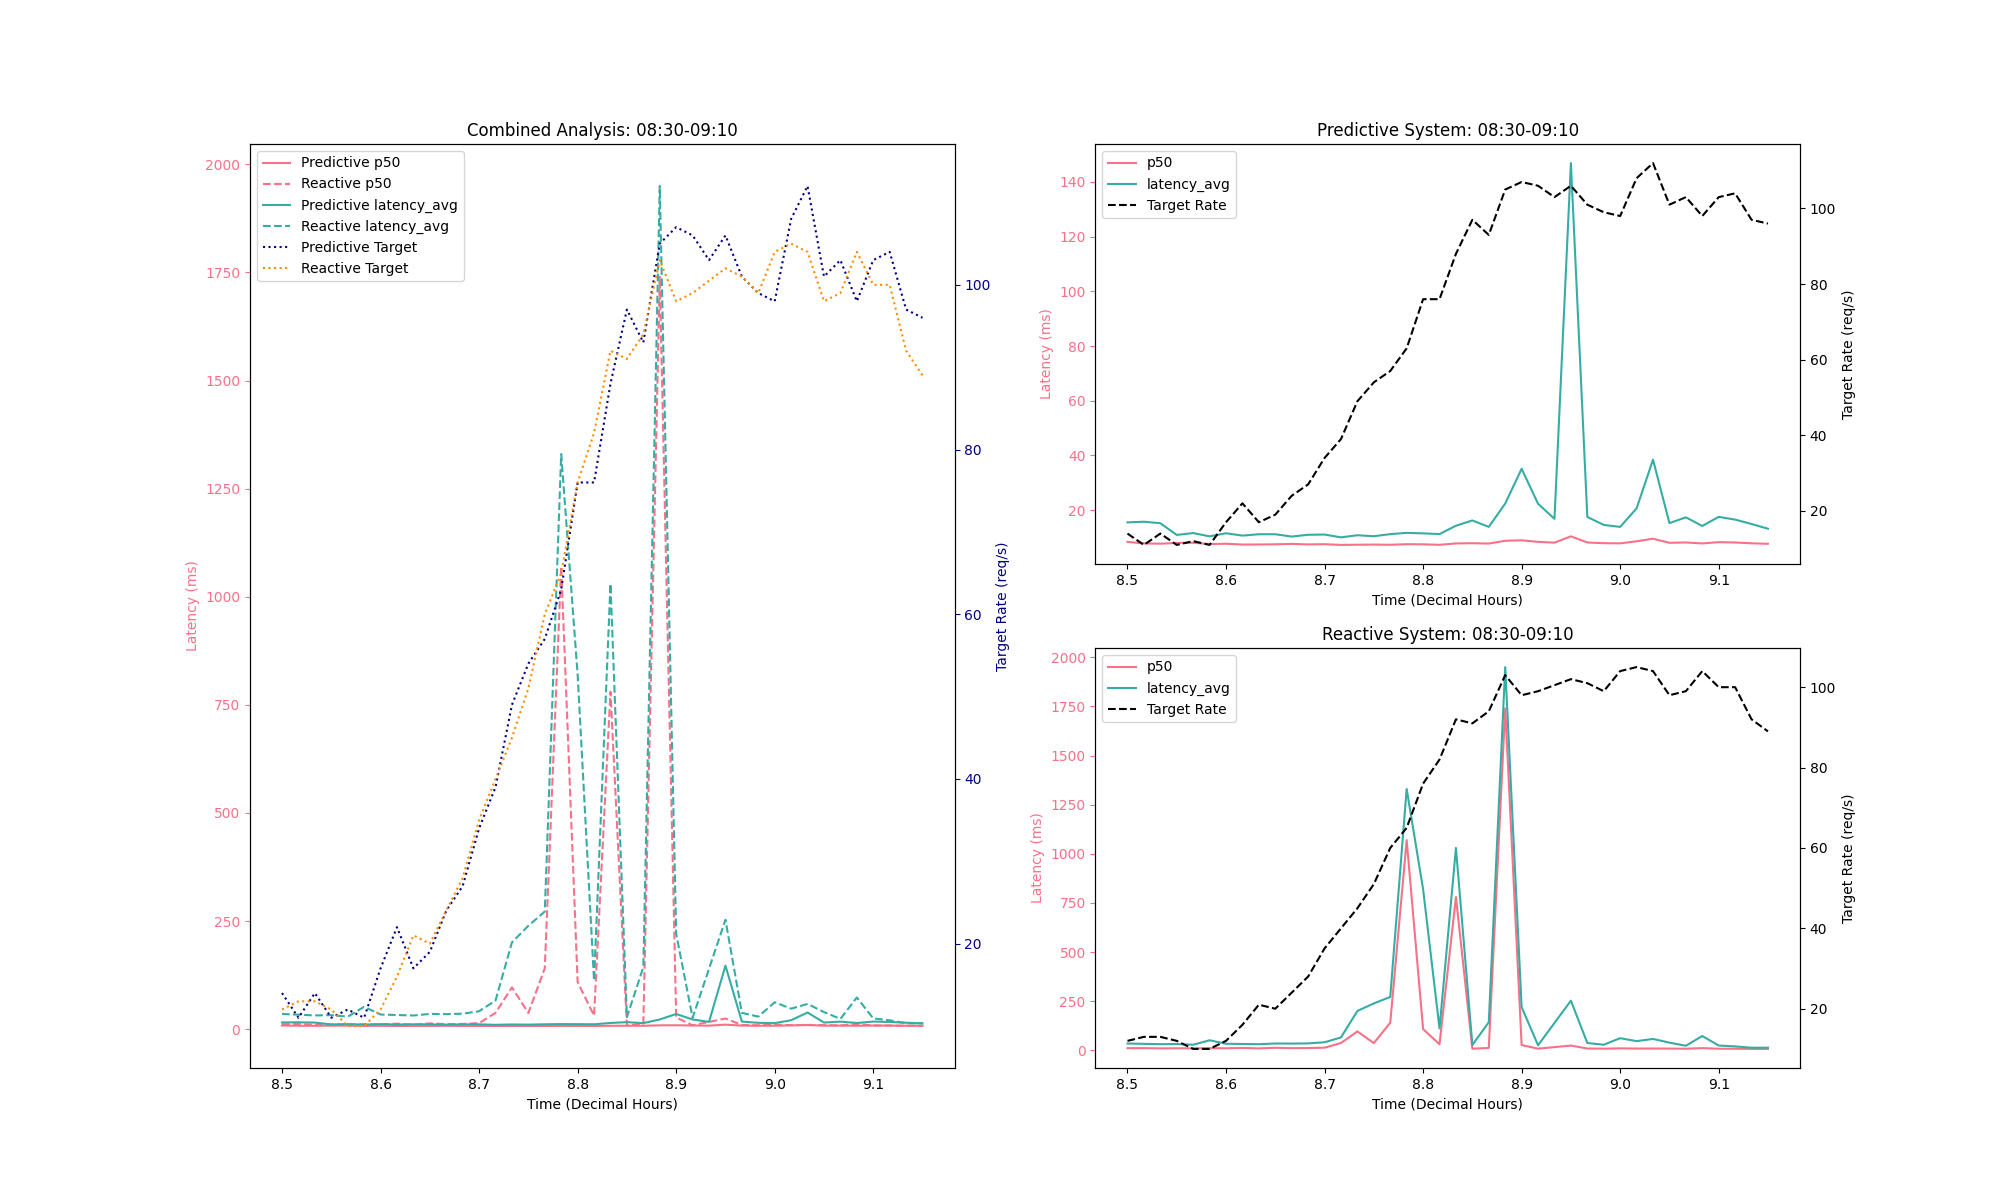 Combined Analysis: 08:30-09:10
Predictive p50
Reactive p50
Predictive latency_avg
Reactive latency_avg
Predictive Target
Reactive Target
2000
1750
1500
1250
1000
750
500
250
0
Latency (ms)
100
80
60
40
20
Target Rate (req/s)
8.5 8.6 8.7 8.8 8.9 9.0 9.1
Time (Decimal Hours)
Predictive System: 08:30-09:10
p50
latency_avg
Target Rate
140
120
100
80
60
40
20
Latency (ms)
100
80
60
40
20
Target Rate (req/s)
8.5 8.6 8.7 8.8 8.9 9.0 9.1
Time (Decimal Hours)
Reactive System: 08:30-09:10
p50
latency_avg
Target Rate
2000
1750
1500
1250
1000
750
500
250
0
Latency (ms)
100
80
60
40
20
Target Rate (req/s)
8.5 8.6 8.7 8.8 8.9 9.0 9.1
Time (Decimal Hours)